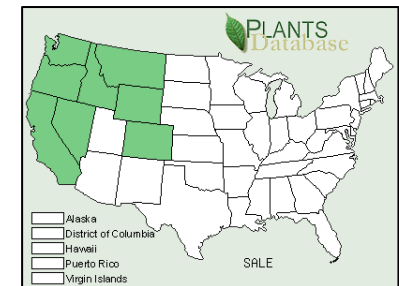 PLANTS
Database
Alaska
District of Columbia
Hawaii
Puerto Rico
Virgin Islands
SALE